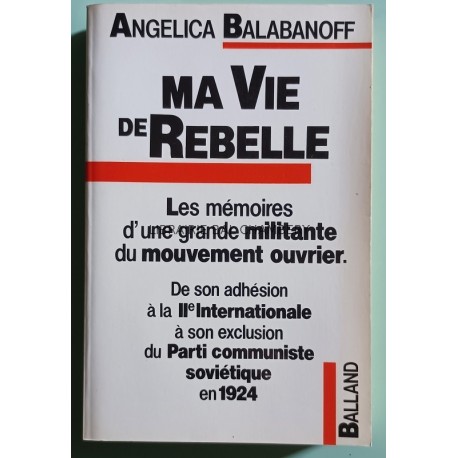 ANGELICA BALABANOFF
MA VIE
DE REBELLE
Les mémoires
d'une grande militante
du mouvement ouvrier.
De son adhésion
à la IIe Internationale
à son exclusion
du Parti communiste
soviétique
en 1924
BALLAND